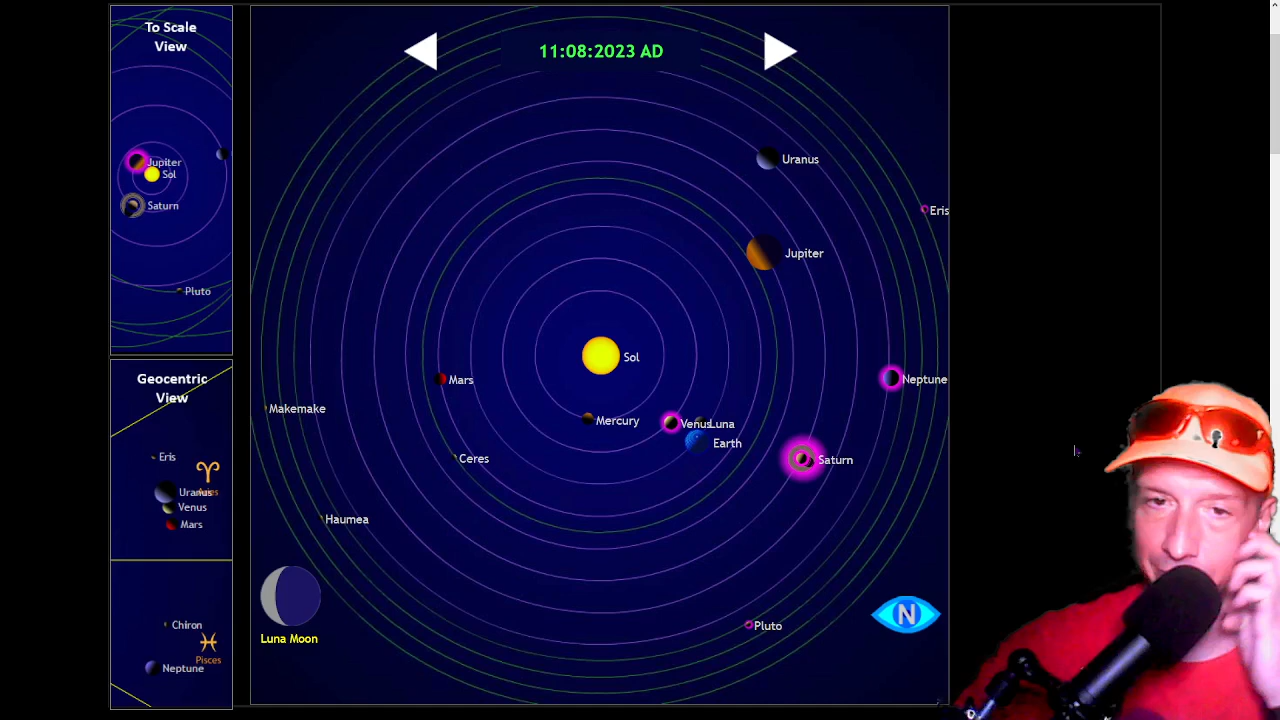 To Scale
View
Jupiter
Sol
Saturn
Pluto
Geocentric
View
Eris
Uranus
Aries
Venus
Mars
Chiron
Pisces
Neptune
11:08:2023 AD
Uranus
Eris
Jupiter
Sol
Mars
Neptune
Makemake
Mercury
Venus
Luna
Earth
Ceres
Saturn
Haumea
N
Pluto
Luna Moon